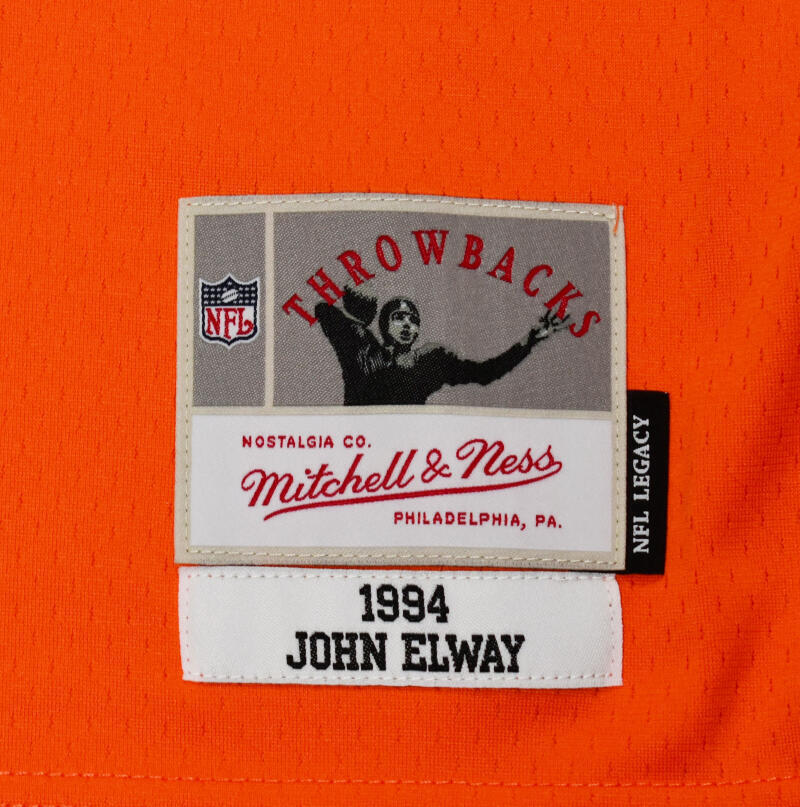 THROWBACKS
NFL
NOSTALGIA CO.
Mitchell & Ness
PHILADELPHIA, PA.
NFL LEGACY
1994
JOHN ELWAY